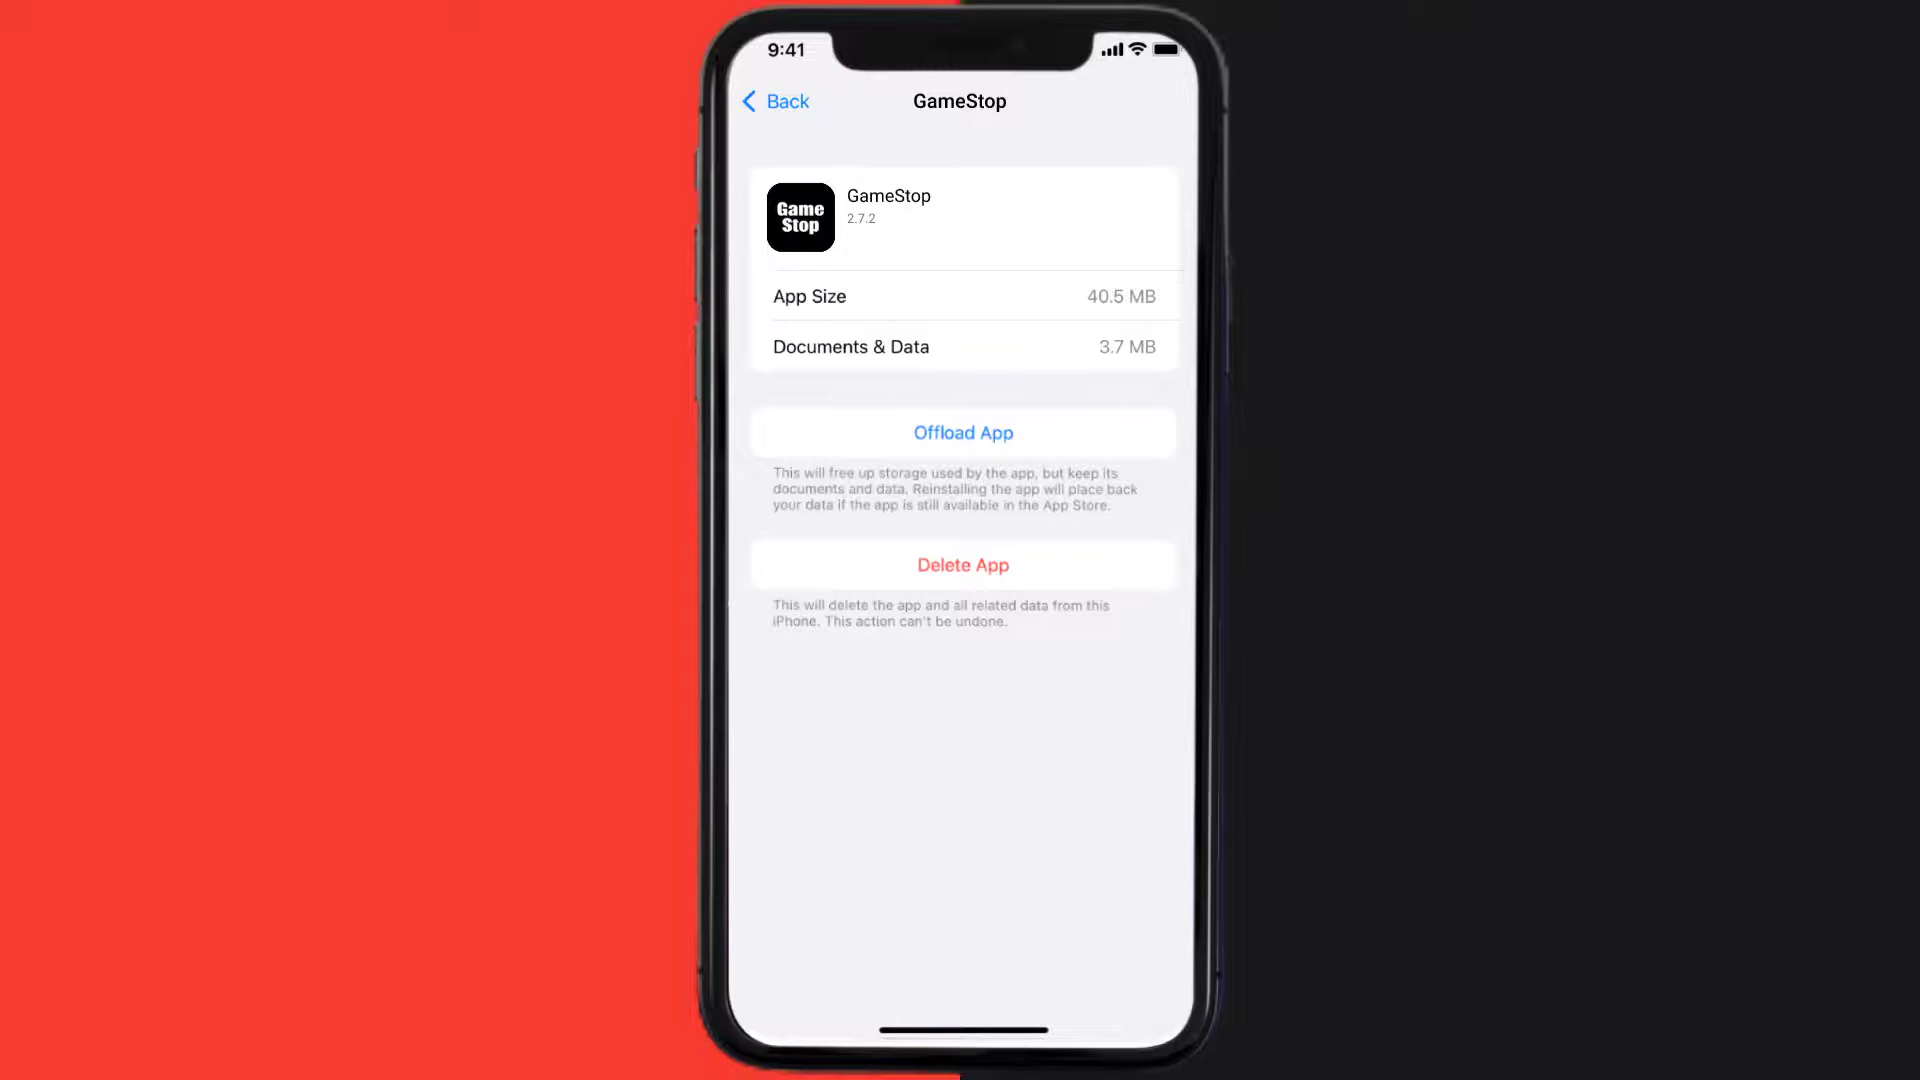 9:41
Back
GameStop
Game
Stop
GameStop
2.7.2
App Size
40.5 MB
Documents & Data
3.7 MB
Offload App
This will free up storage used by the app, but keep its
documents and data. Reinstalling the app will place back
your data if the app is still available in the App Store.
Delete App
This will delete the app and all related data from this
iPhone. This action can't be undone.